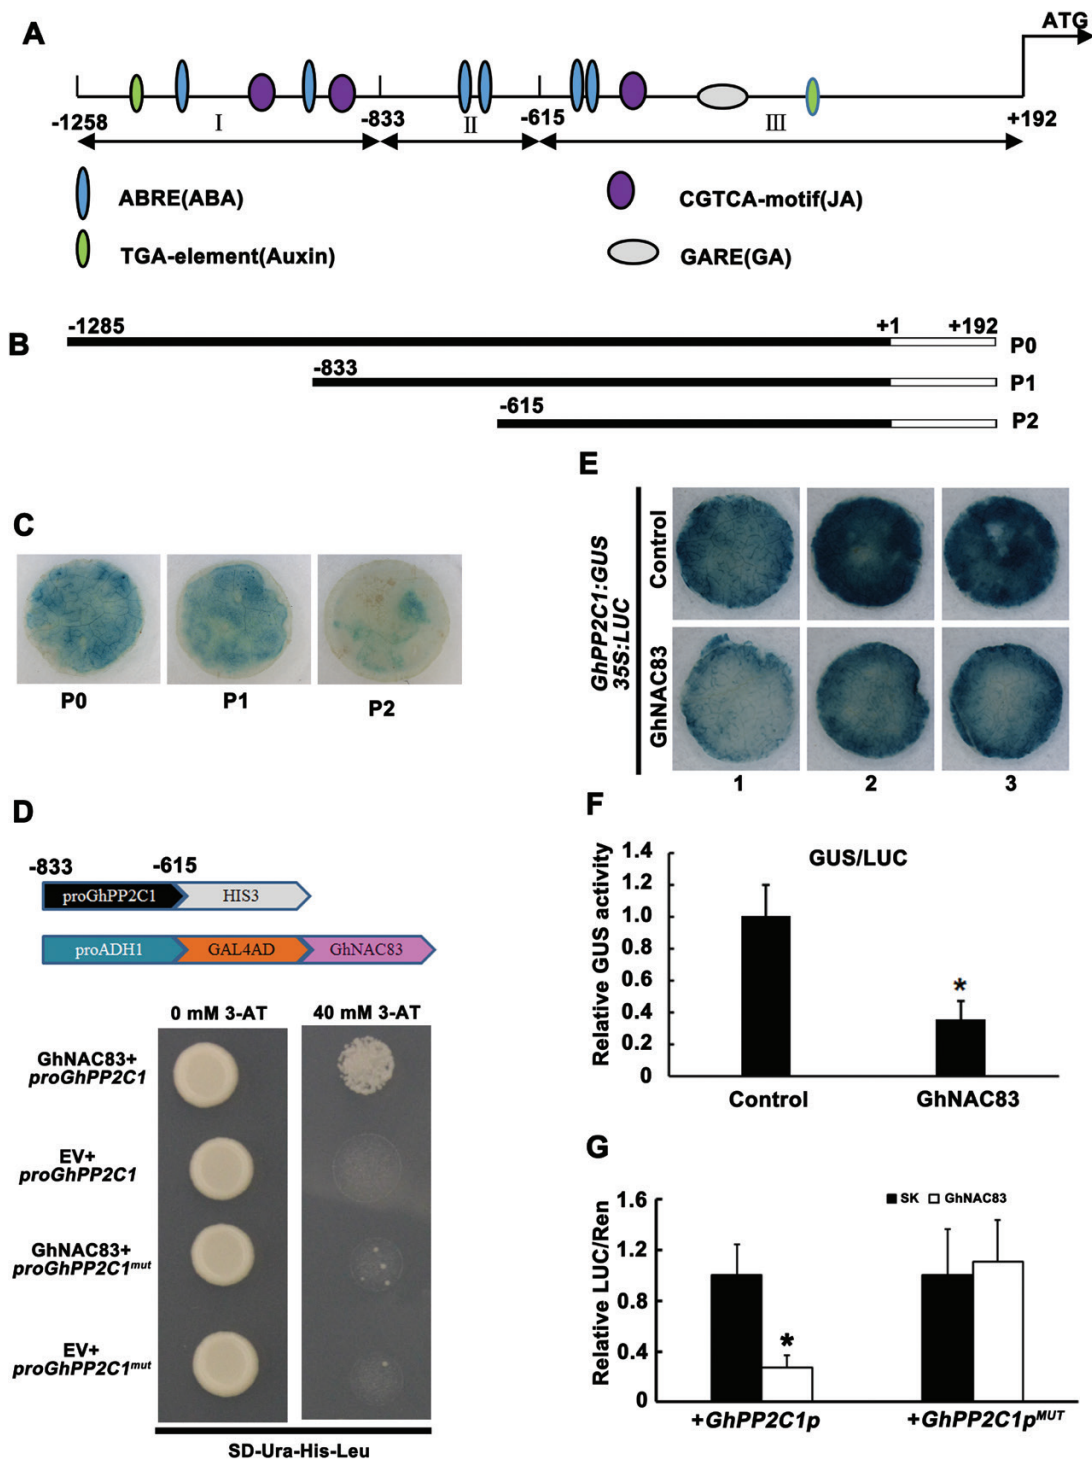 A
ATG
-1258
I
-833
II
-615
III
+192
ABRE(ABA)
CGTCA-motif(JA)
TGA-element(Auxin)
GARE(GA)
B
-1285
+1
+192
P0
-833
P1
-615
P2
C
P0
P1
P2
E
GhPP2C1:GUS
35S:LUC
Control
GhNAC83
1
2
3
D
-833
-615
proGhPP2C1
HIS3
proADH1
GAL4AD
GhNAC83
0 mM 3-AT
40 mM 3-AT
GhNAC83+
proGhPP2C1
EV+
proGhPP2C1
GhNAC83+
proGhPP2C1mut
EV+
proGhPP2C1mut
SD-Ura-His-Leu
F
GUS/LUC
Relative GUS activity
1.4
1.2
1.0
0.8
0.6
0.4
0.2
0
*
Control
GhNAC83
G
SK
GhNAC83
Relative LUC/Ren
1.6
1.2
0.8
0.4
0
*
+GhPP2C1p
+GhPP2C1pMUT